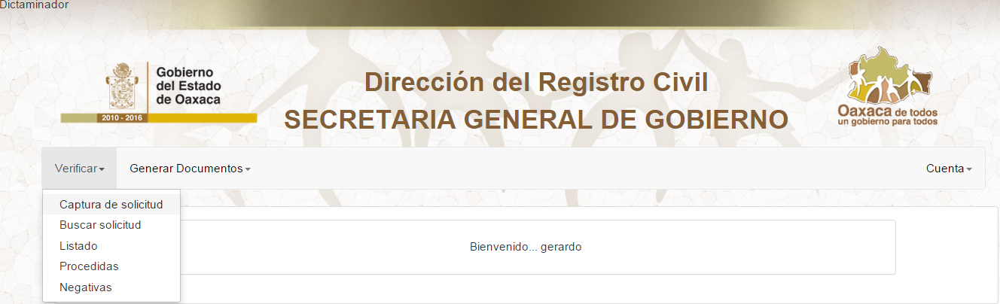 Dictaminador
Gobierno
del Estado
de Oaxaca
2010 - 2016
Dirección del Registro Civil
SECRETARIA GENERAL DE GOBIERNO
Oaxaca de todos
un gobierno para todos
Verificar
Generar Documentos
Cuenta
Captura de solicitud
Buscar solicitud
Listado
Procedidas
Negativas
Bienvenido... gerardo